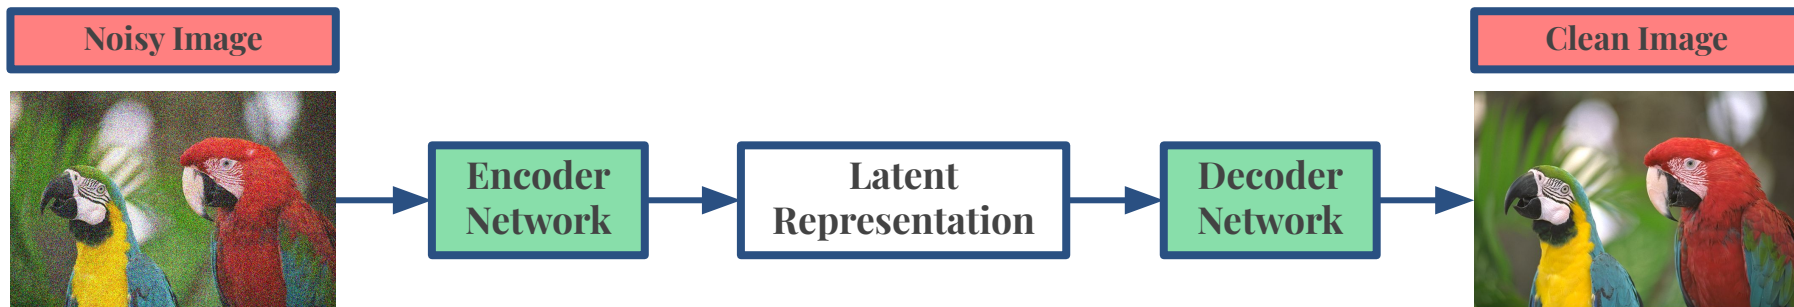 Noisy Image
Encoder
Network
Latent
Representation
Decoder
Network
Clean Image